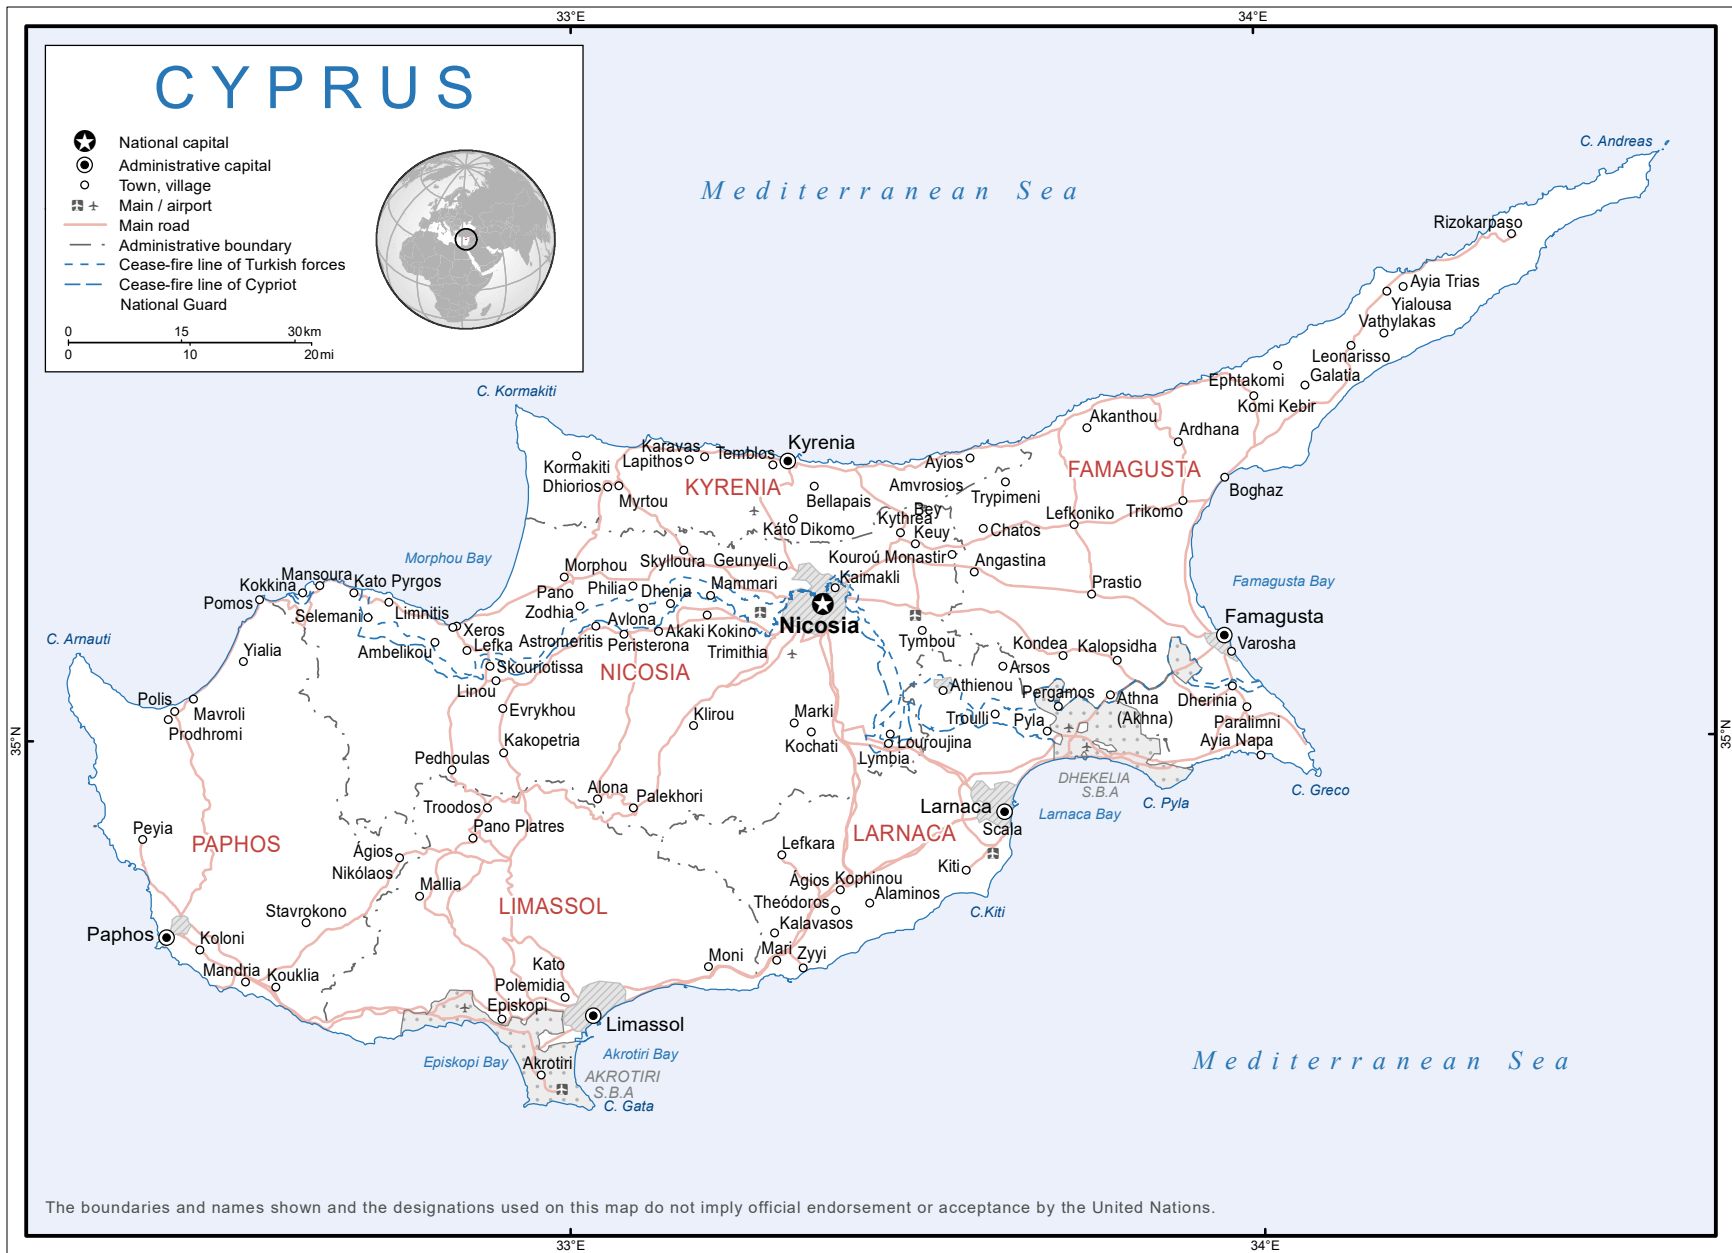 33°E
34°E
CYPRUS
National capital
Administrative capital
Town, village
Main / airport
Main road
Administrative boundary
Cease-fire line of Turkish forces
Cease-fire line of Cypriot
National Guard
0 15 30 km
0 10 20 mi
Mediterranean Sea
C. Andreas
Rizokarpaso
Ayia Trias
Yialousa
Vathylakas
Leonarisso
Galatia
Ephtakomi
Komi Kebir
C. Kormakiti
Akanthou
Ardhana
Kyrenia
Karavas
Temblos
Lapithos
Kormakiti
Dhiorios
Myrtou
KYRENIA
Bellapais
Ayios
Amvrosios
Trypimeni
FAMAGUSTA
Boghaz
Trikomo
Lefkoniko
Káto Dikomo
Bey
Keuy
Kythrea
Chatos
Morphou Bay
Skylloura
Geunyeli
Kouroú Monastir
Angastina
Morphou
Kaimakli
Mammari
Prastio
Famagusta Bay
Mansoura
Kokkina
Kato Pyrgos
Pomos
Selemani
Limnitis
Pano
Zodhia
Philia
Dhenia
Nicosia
Avlona
Xeros
Lefka
Astromeritis
Akaki
Kokino
Trimithia
Peristerona
Ambelikou
Tymbou
Famagusta
Varosha
C. Arnauti
Yialia
Skouriotissa
NICOSIA
Kondea
Kalopsidha
Arsos
Linou
Athienou
Pergamos
Athna
(Akhna)
Dherinia
Polis
Mavroli
Prodhromi
Evrykhou
Klirou
Marki
Troulli
Pyla
Paralimni
35°N
35°N
Kakopetria
Kochati
Louroujina
Lymbia
Ayia Napa
Pedhoulas
DHEKELIA
S.B.A
C. Pyla
C. Greco
Alona
Palekhori
Troodos
Larnaca
Scala
Larnaca Bay
Peyia
PAPHOS
Pano Platres
LARNACA
Ágios
Nikólaos
Lefkara
Kiti
Mallia
Ágios
Theódoros
Kophinou
Alaminos
LIMASSOL
Stavrokono
C.Kiti
Kalavasos
Paphos
Koloni
Mari
Zyyi
Moni
Mandria
Kouklia
Kato
Polemidia
Episkopi
Limassol
Episkopi Bay
Akrotiri
Akrotiri Bay
AKROTIRI
S.B.A
C. Gata
Mediterranean Sea
The boundaries and names shown and the designations used on this map do not imply official endorsement or acceptance by the United Nations.
33°E
34°E